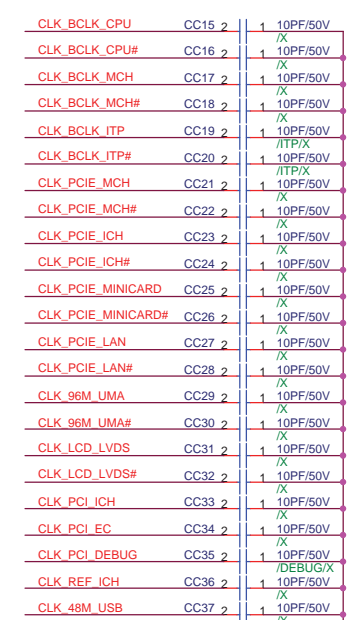 CLK_BCLK_CPU CC15 2 1 10PF/50V
/X
CLK_BCLK_CPU# CC16 2 1 10PF/50V
/X
CLK_BCLK_MCH CC17 2 1 10PF/50V
/X
CLK_BCLK_MCH# CC18 2 1 10PF/50V
/X
CLK_BCLK_ITP CC19 2 1 10PF/50V
/ITP/X
CLK_BCLK_ITP# CC20 2 1 10PF/50V
/ITP/X
CLK_PCIE_MCH CC21 2 1 10PF/50V
/X
CLK_PCIE_MCH# CC22 2 1 10PF/50V
/X
CLK_PCIE_ICH CC23 2 1 10PF/50V
/X
CLK_PCIE_ICH# CC24 2 1 10PF/50V
/X
CLK_PCIE_MINICARD CC25 2 1 10PF/50V
/X
CLK_PCIE_MINICARD# CC26 2 1 10PF/50V
/X
CLK_PCIE_LAN CC27 2 1 10PF/50V
/X
CLK_PCIE_LAN# CC28 2 1 10PF/50V
/X
CLK_96M_UMA CC29 2 1 10PF/50V
/X
CLK_96M_UMA# CC30 2 1 10PF/50V
/X
CLK_LCD_LVDS CC31 2 1 10PF/50V
/X
CLK_LCD_LVDS# CC32 2 1 10PF/50V
/X
CLK_PCI_ICH CC33 2 1 10PF/50V
/X
CLK_PCI_EC CC34 2 1 10PF/50V
/X
CLK_PCI_DEBUG CC35 2 1 10PF/50V
/DEBUG/X
CLK_REF_ICH CC36 2 1 10PF/50V
/X
CLK_48M_USB CC37 2 1 10PF/50V
/X